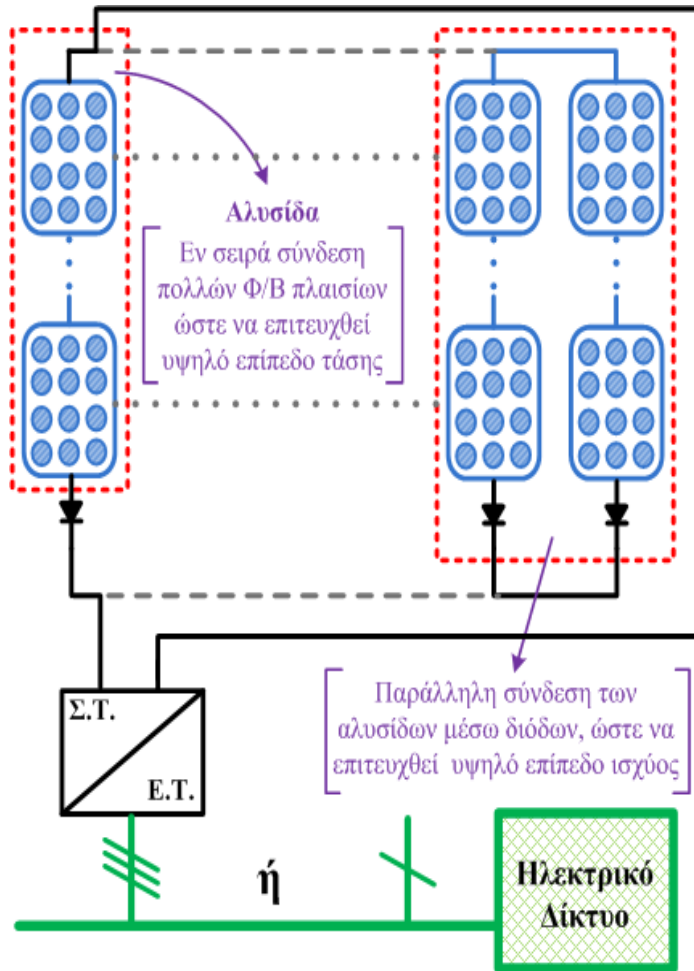 Αλυσίδα
Εν σειρά σύνδεση
πολλών Φ/Β πλαισίων
ώστε να επιτευχθεί
υψηλό επίπεδο τάσης
Παράλληλη σύνδεση των
αλυσίδων μέσω διόδων, ώστε να
επιτευχθεί υψηλό επίπεδο ισχύος
Σ.Τ.
Ε.Τ.
ή
Ηλεκτρικό
Δίκτυο